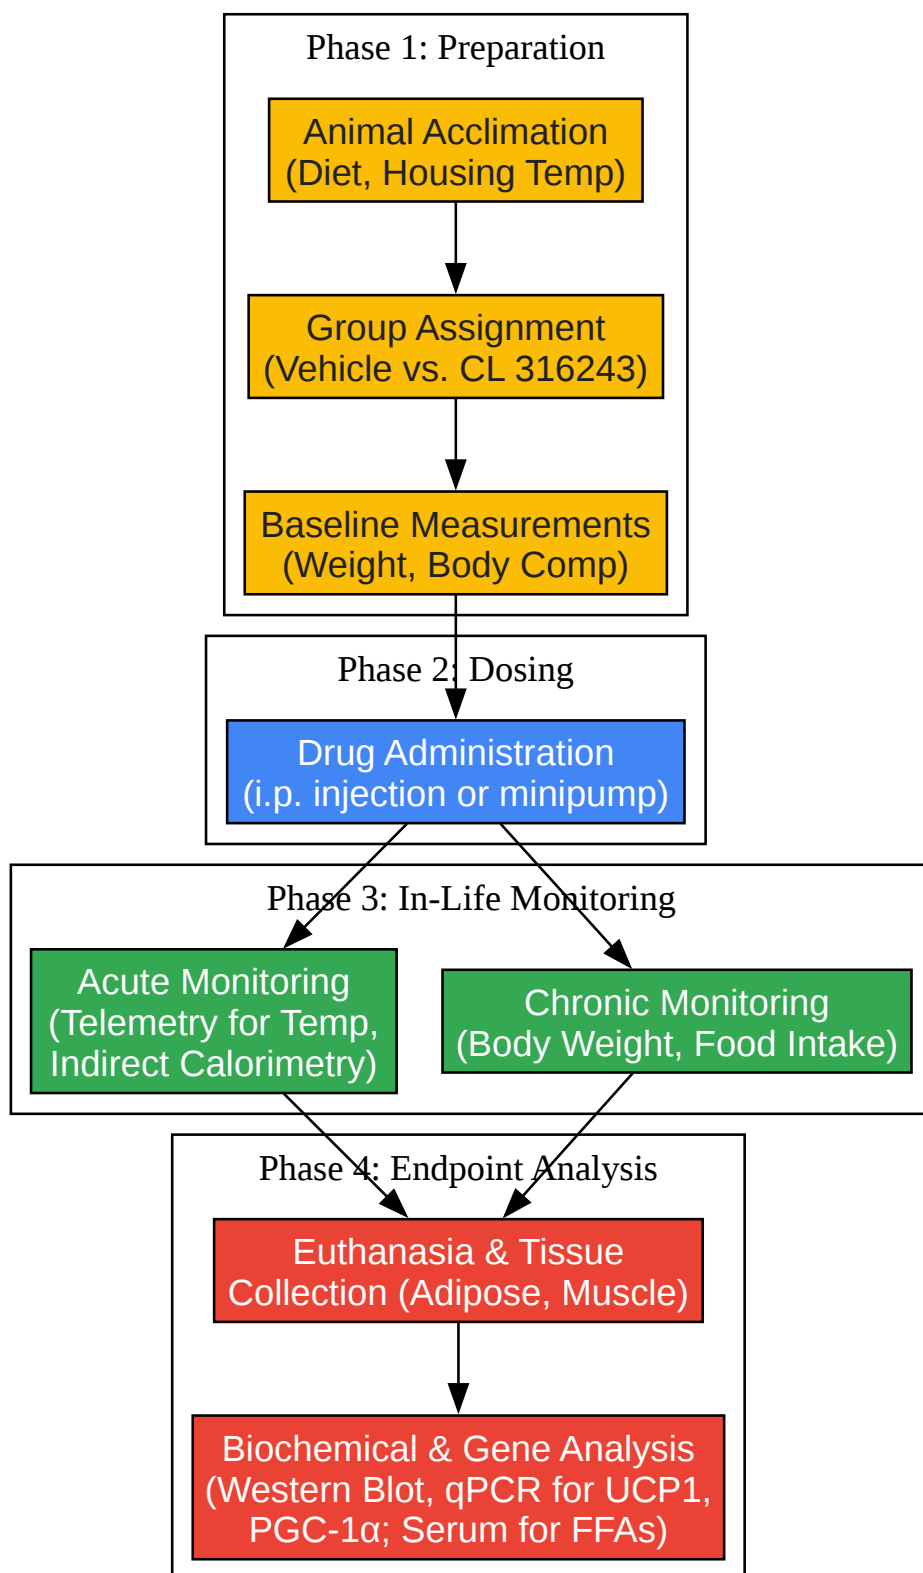 Phase 1: Preparation
Animal Acclimation
(Diet, Housing Temp)
Group Assignment
(Vehicle vs. CL 316243)
Baseline Measurements
(Weight, Body Comp)
Phase 2: Dosing
Drug Administration
(i.p. injection or minipump)
Phase 3: In-Life Monitoring
Acute Monitoring
(Telemetry for Temp,
Indirect Calorimetry)
Chronic Monitoring
(Body Weight, Food Intake)
Phase 4: Endpoint Analysis
Euthanasia & Tissue
Collection (Adipose, Muscle)
Biochemical & Gene Analysis
(Western Blot, qPCR for UCP1,
PGC-1α; Serum for FFAs)